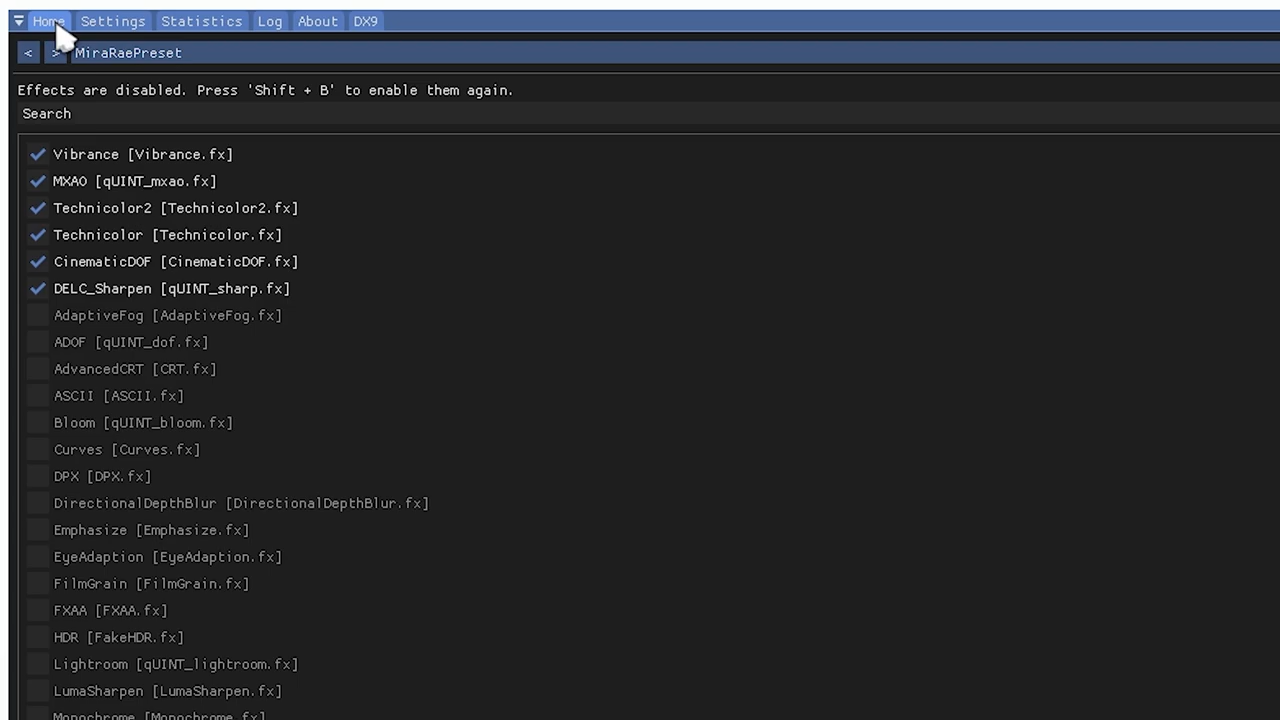 Home Settings Statistics Log About DX9
< > MiraRaePreset
Effects are disabled. Press 'Shift + B' to enable them again.
Search
Vibrance [Vibrance.fx]
MXAO [qUINT_mxao.fx]
Technicolor2 [Technicolor2.fx]
Technicolor [Technicolor.fx]
CinematicDOF [CinematicDOF.fx]
DELC_Sharpen [qUINT_sharp.fx]
AdaptiveFog [AdaptiveFog.fx]
ADOF [qUINT_dof.fx]
AdvancedCRT [CRT.fx]
ASCII [ASCII.fx]
Bloom [qUINT_bloom.fx]
Curves [Curves.fx]
DPX [DPX.fx]
DirectionalDepthBlur [DirectionalDepthBlur.fx]
Emphasize [Emphasize.fx]
EyeAdaption [EyeAdaption.fx]
FilmGrain [FilmGrain.fx]
FXAA [FXAA.fx]
HDR [FakeHDR.fx]
Lightroom [qUINT_lightroom.fx]
LumaSharpen [LumaSharpen.fx]
Monochrome [Monochrome.fx]